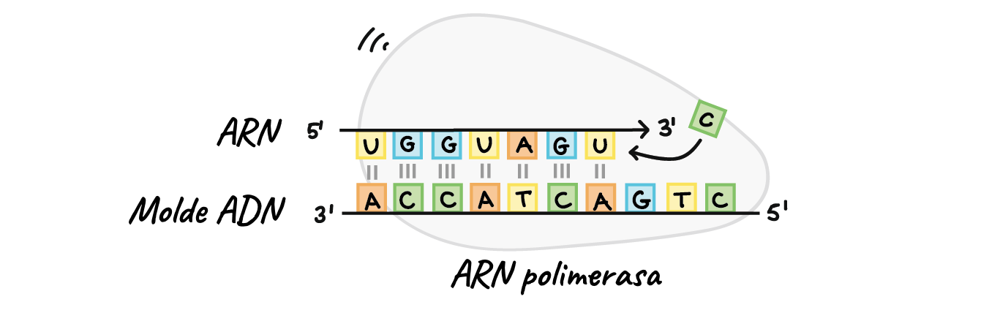 C
ARN 5' 3'
U G G U A G U
A C C A T C A G T C
Molde ADN 3' 5'
ARN polimerasa